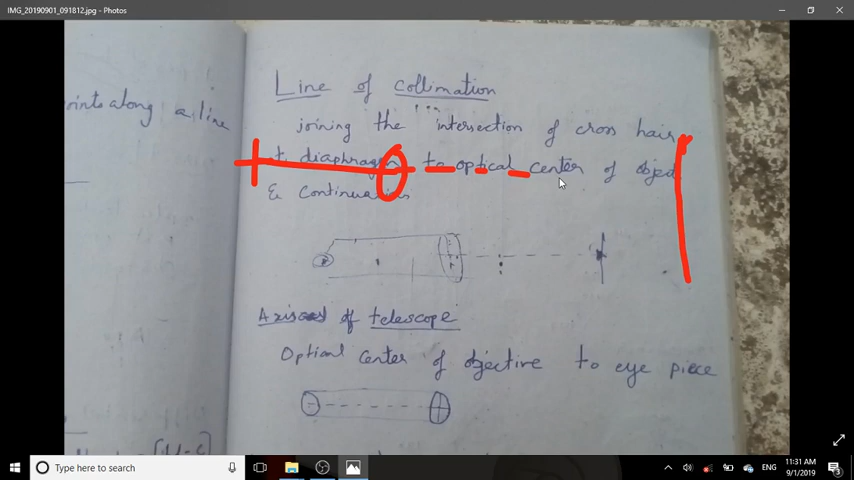 IMG_20190901_091812.jpg - Photos
Line of collimation
oints along a line
joining the intersection of cross hair
diaphragm to optical center of object
& Continuation
Axis of telescope
Optical center of objective to eye piece
Type here to search
ENG
11:31 AM
9/1/2019
3